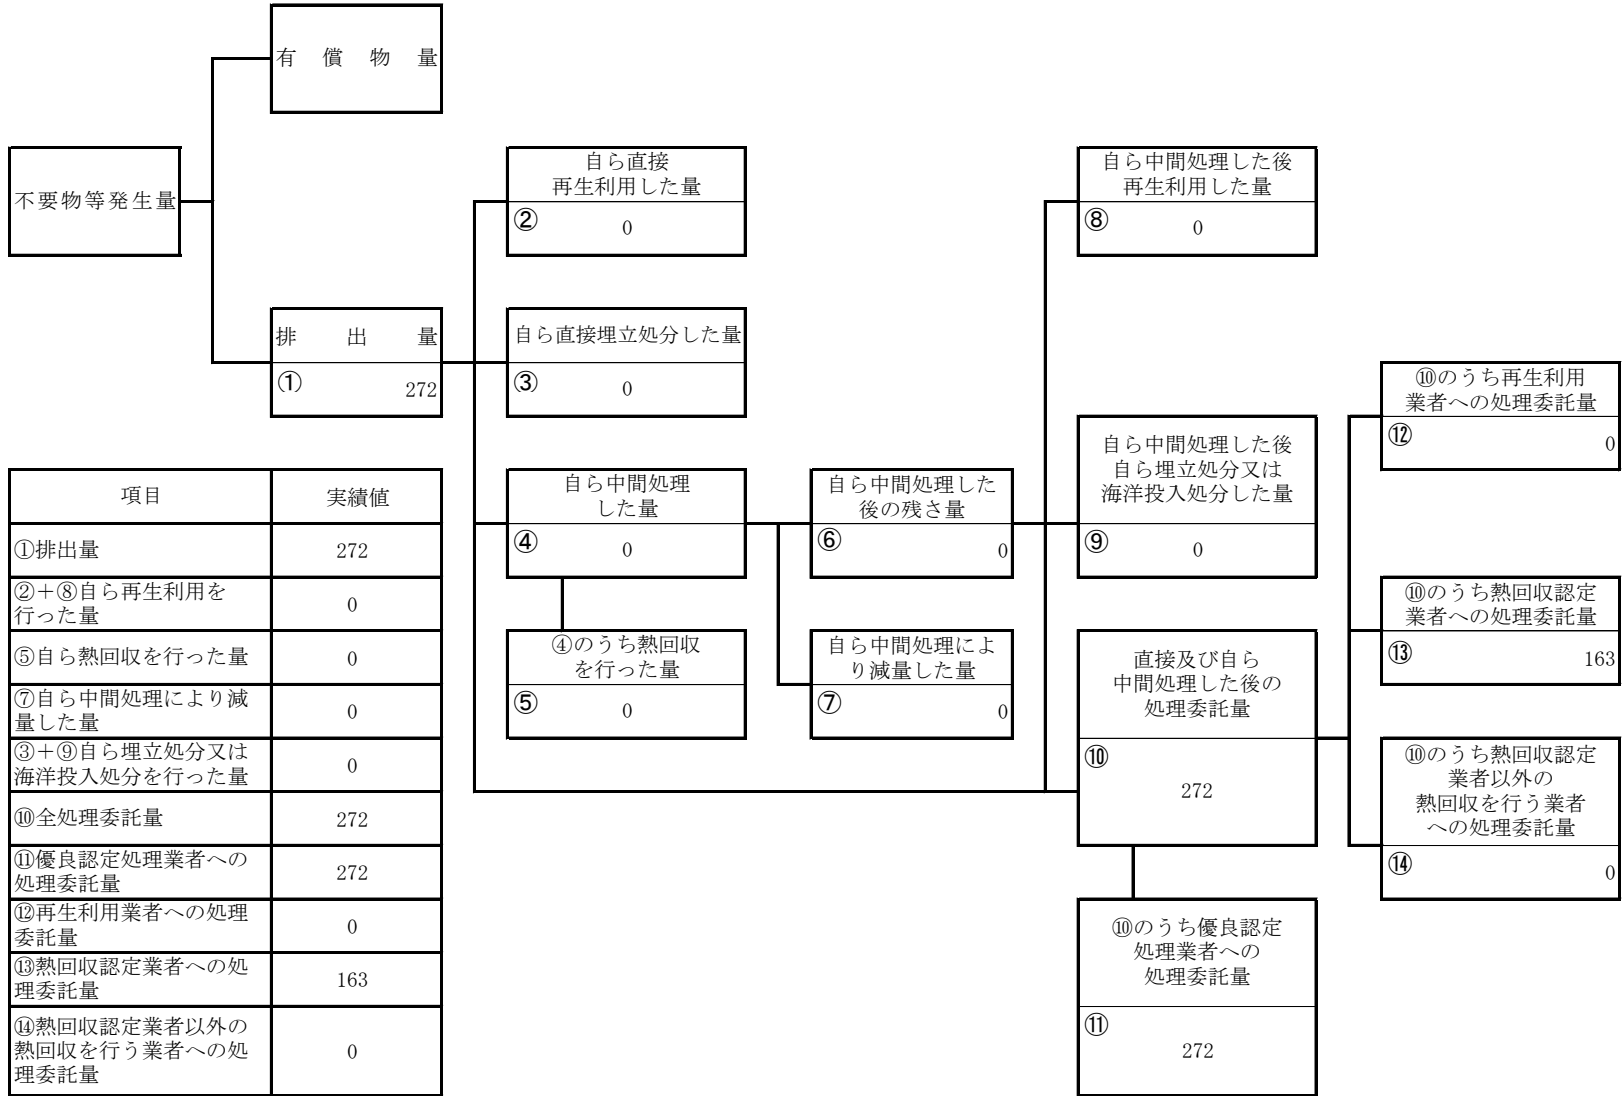 有償物量
不要物等発生量
排出量
① 272
自ら直接
再生利用した量
② 0
自ら直接埋立処分した量
③ 0
自ら中間処理
した量
④ 0
④のうち熱回収
を行った量
⑤ 0
自ら中間処理した
後の残さ量
⑥ 0
自ら中間処理によ
り減量した量
⑦ 0
自ら中間処理した後
再生利用した量
⑧ 0
自ら中間処理した後
自ら埋立処分又は
海洋投入処分した量
⑨ 0
直接及び自ら
中間処理した後の
処理委託量
⑩
272
⑩のうち優良認定
処理業者への
処理委託量
⑪
272
⑩のうち再生利用
業者への処理委託量
⑫ 0
⑩のうち熱回収認定
業者への処理委託量
⑬ 163
⑩のうち熱回収認定
業者以外の
熱回収を行う業者
への処理委託量
⑭ 0
項目 実績値
①排出量 272
②＋⑧自ら再生利用を
行った量 0
⑤自ら熱回収を行った量 0
⑦自ら中間処理により減
量した量 0
③＋⑨自ら埋立処分又は
海洋投入処分を行った量 0
⑩全処理委託量 272
⑪優良認定処理業者への
処理委託量 272
⑫再生利用業者への処理
委託量 0
⑬熱回収認定業者への処
理委託量 163
⑭熱回収認定業者以外の
熱回収を行う業者への処
理委託量 0